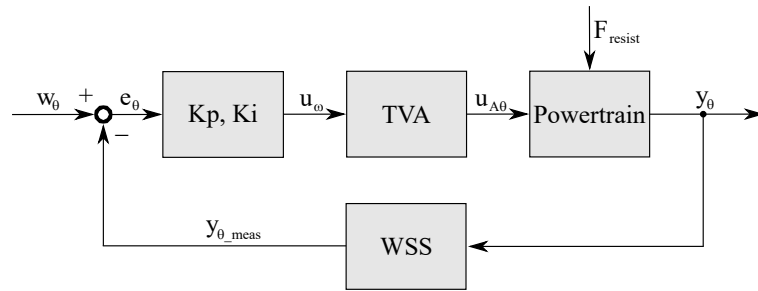 F_resist
w_θ
+
e_θ
Kp, Ki
u_ω
TVA
u_Aθ
Powertrain
y_θ
−
y_θ_meas
WSS